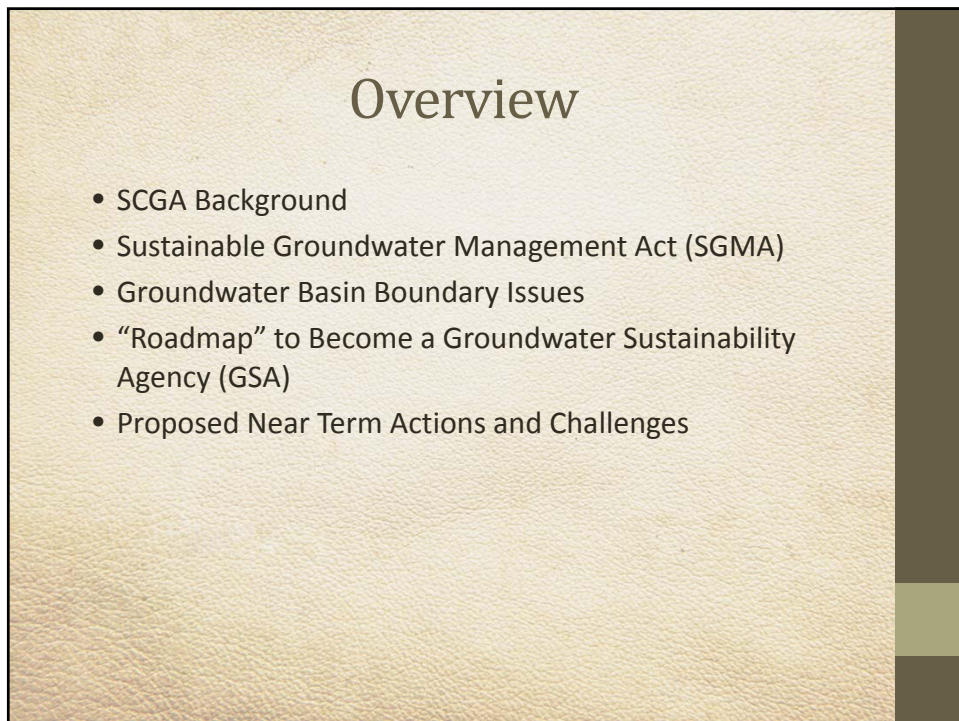 Overview
• SCGA Background
• Sustainable Groundwater Management Act (SGMA)
• Groundwater Basin Boundary Issues
• “Roadmap” to Become a Groundwater Sustainability
Agency (GSA)
• Proposed Near Term Actions and Challenges